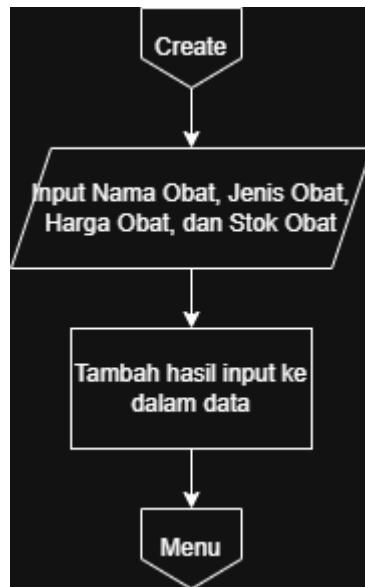 Create
Input Nama Obat, Jenis Obat,
Harga Obat, dan Stok Obat
Tambah hasil input ke
dalam data
Menu